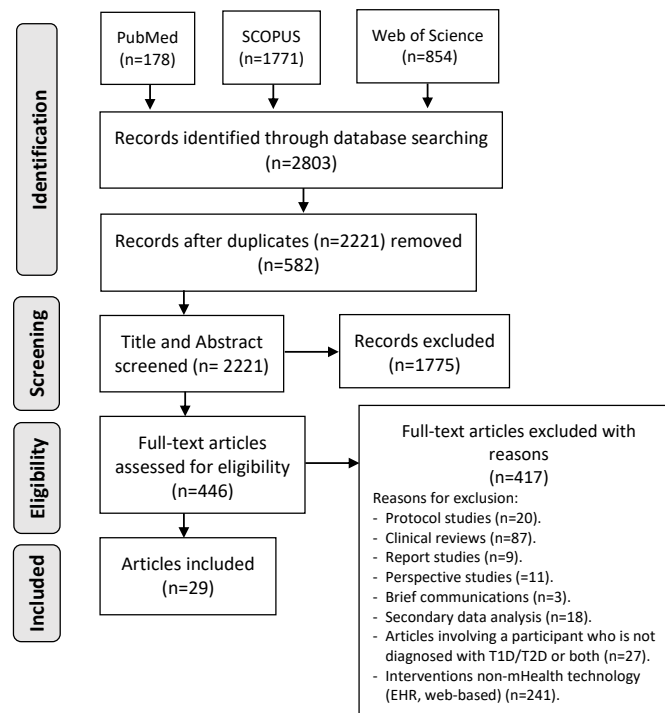 PubMed
(n=178)
SCOPUS
(n=1771)
Web of Science
(n=854)
Identification
Records identified through database searching
(n=2803)
Records after duplicates (n=2221) removed
(n=582)
Screening
Title and Abstract
screened (n= 2221)
Records excluded
(n=1775)
Eligibility
Full-text articles
assessed for eligibility
(n=446)
Full-text articles excluded with
reasons
(n=417)
Reasons for exclusion:
- Protocol studies (n=20).
- Clinical reviews (n=87).
- Report studies (n=9).
- Perspective studies (=11).
- Brief communications (n=3).
- Secondary data analysis (n=18).
- Articles involving a participant who is not
diagnosed with T1D/T2D or both (n=27).
- Interventions non-mHealth technology
(EHR, web-based) (n=241).
Included
Articles included
(n=29)